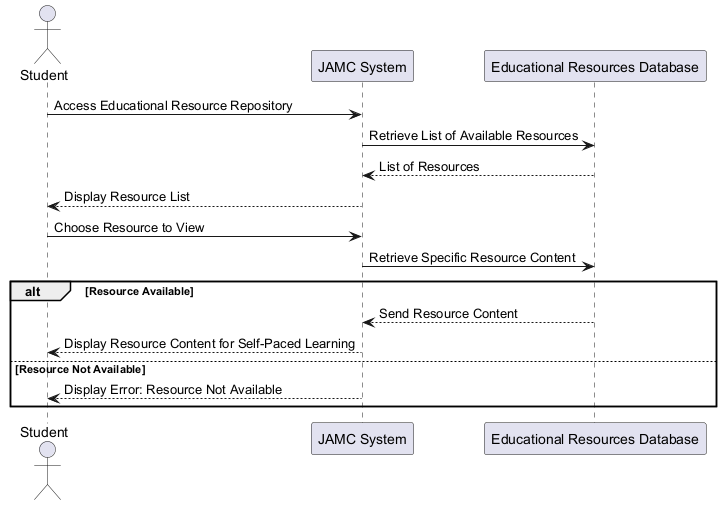 Student
JAMC System
Educational Resources Database
Access Educational Resource Repository
Retrieve List of Available Resources
List of Resources
Display Resource List
Choose Resource to View
Retrieve Specific Resource Content
alt
[Resource Available]
Send Resource Content
Display Resource Content for Self-Paced Learning
[Resource Not Available]
Display Error: Resource Not Available
Student
JAMC System
Educational Resources Database